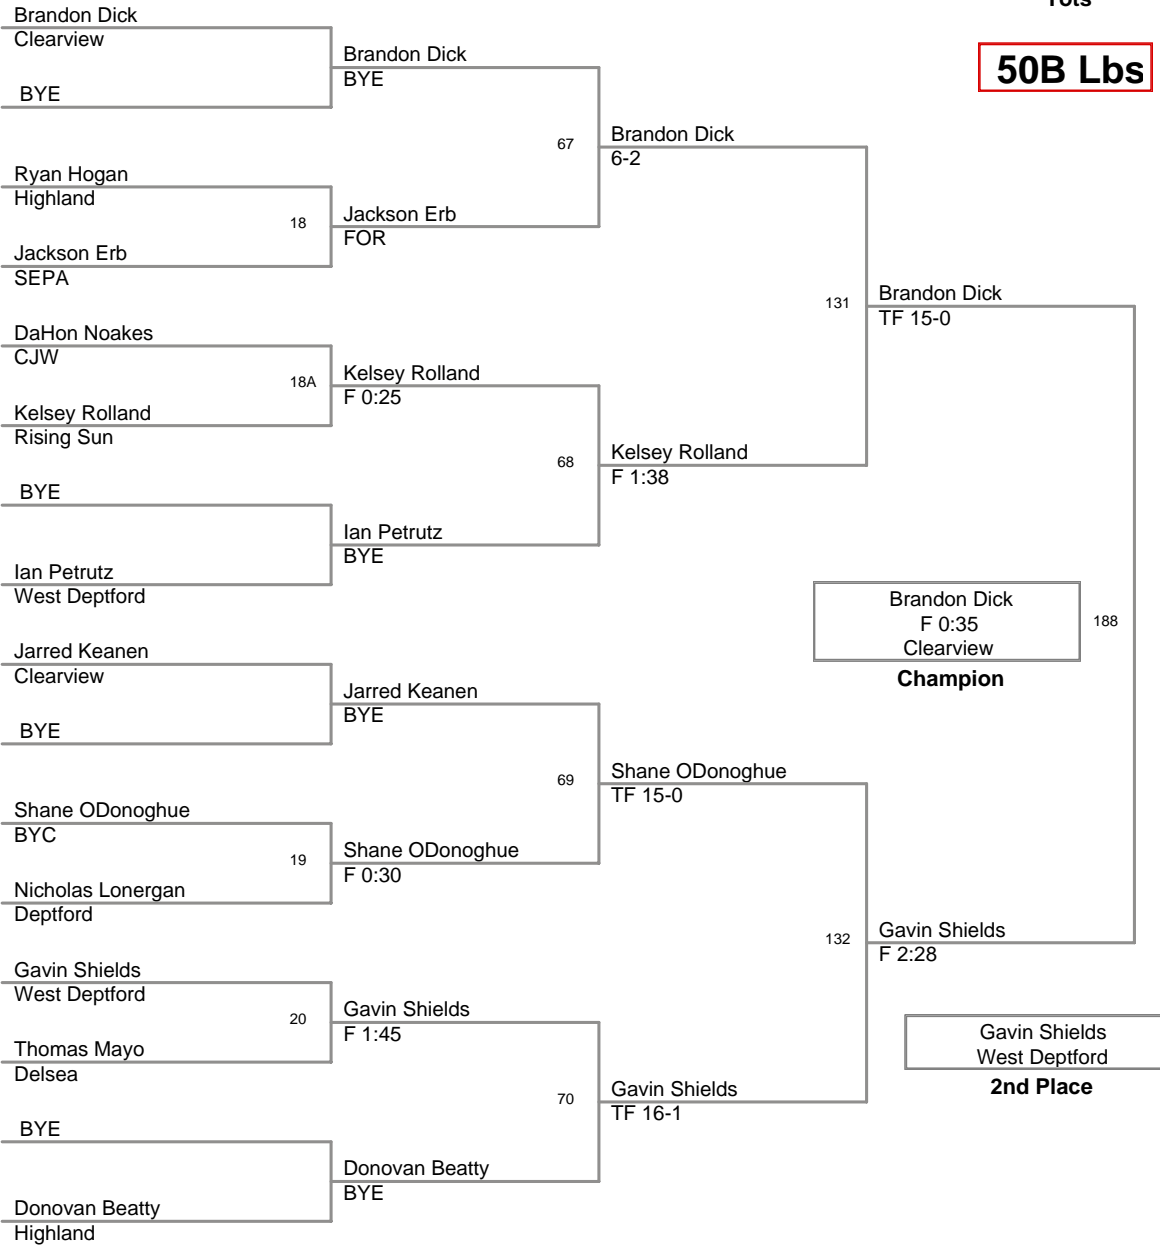 Tots
50B Lbs
Brandon Dick
Clearview
BYE
Ryan Hogan
Highland
18
Jackson Erb
SEPA
DaHon Noakes
CJW
18A
Kelsey Rolland
Rising Sun
BYE
Ian Petrutz
West Deptford
Jarred Keanen
Clearview
BYE
Shane ODonoghue
BYC
19
Nicholas Lonergan
Deptford
Gavin Shields
West Deptford
20
Thomas Mayo
Delsea
BYE
Donovan Beatty
Highland
Brandon Dick
BYE
67
Jackson Erb
FOR
Kelsey Rolland
F 0:25
68
Ian Petrutz
BYE
Jarred Keanen
BYE
69
Shane ODonoghue
F 0:30
Gavin Shields
F 1:45
70
Donovan Beatty
BYE
Brandon Dick
6-2
131
Kelsey Rolland
F 1:38
Shane ODonoghue
TF 15-0
132
Gavin Shields
TF 16-1
Brandon Dick
TF 15-0
188
Gavin Shields
F 2:28
Brandon Dick
F 0:35
Clearview
Champion
Gavin Shields
West Deptford
2nd Place